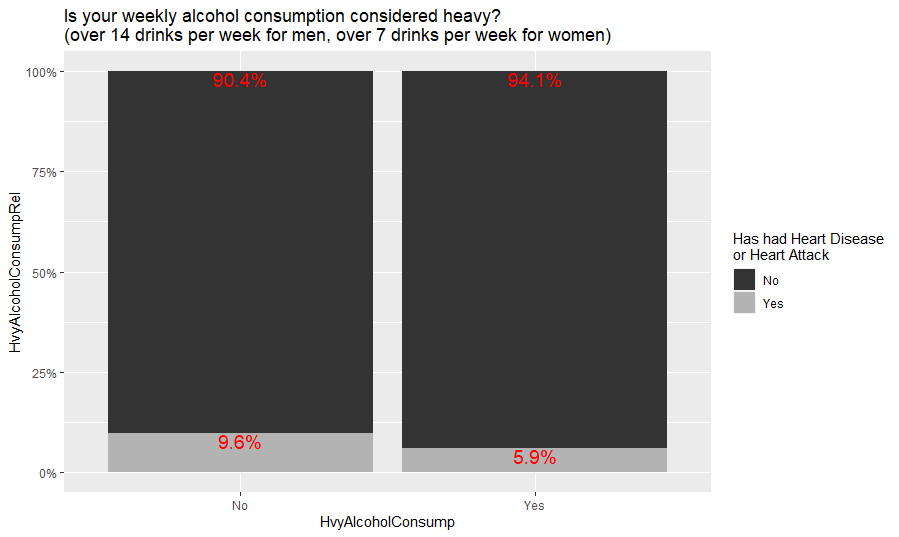 Is your weekly alcohol consumption considered heavy?
(over 14 drinks per week for men, over 7 drinks per week for women)
HvyAlcoholConsumpRel
100%
75%
50%
25%
0%
90.4%
94.1%
9.6%
5.9%
No
Yes
HvyAlcoholConsump
Has had Heart Disease
or Heart Attack
No
Yes